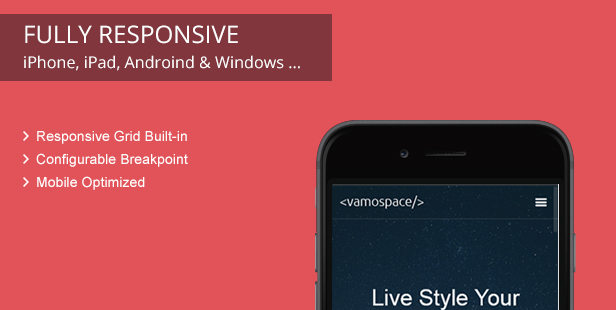 FULLY RESPONSIVE
iPhone, iPad, Androind & Windows ...
Responsive Grid Built-in
Configurable Breakpoint
Mobile Optimized
<vamospace/>
Live Style Your